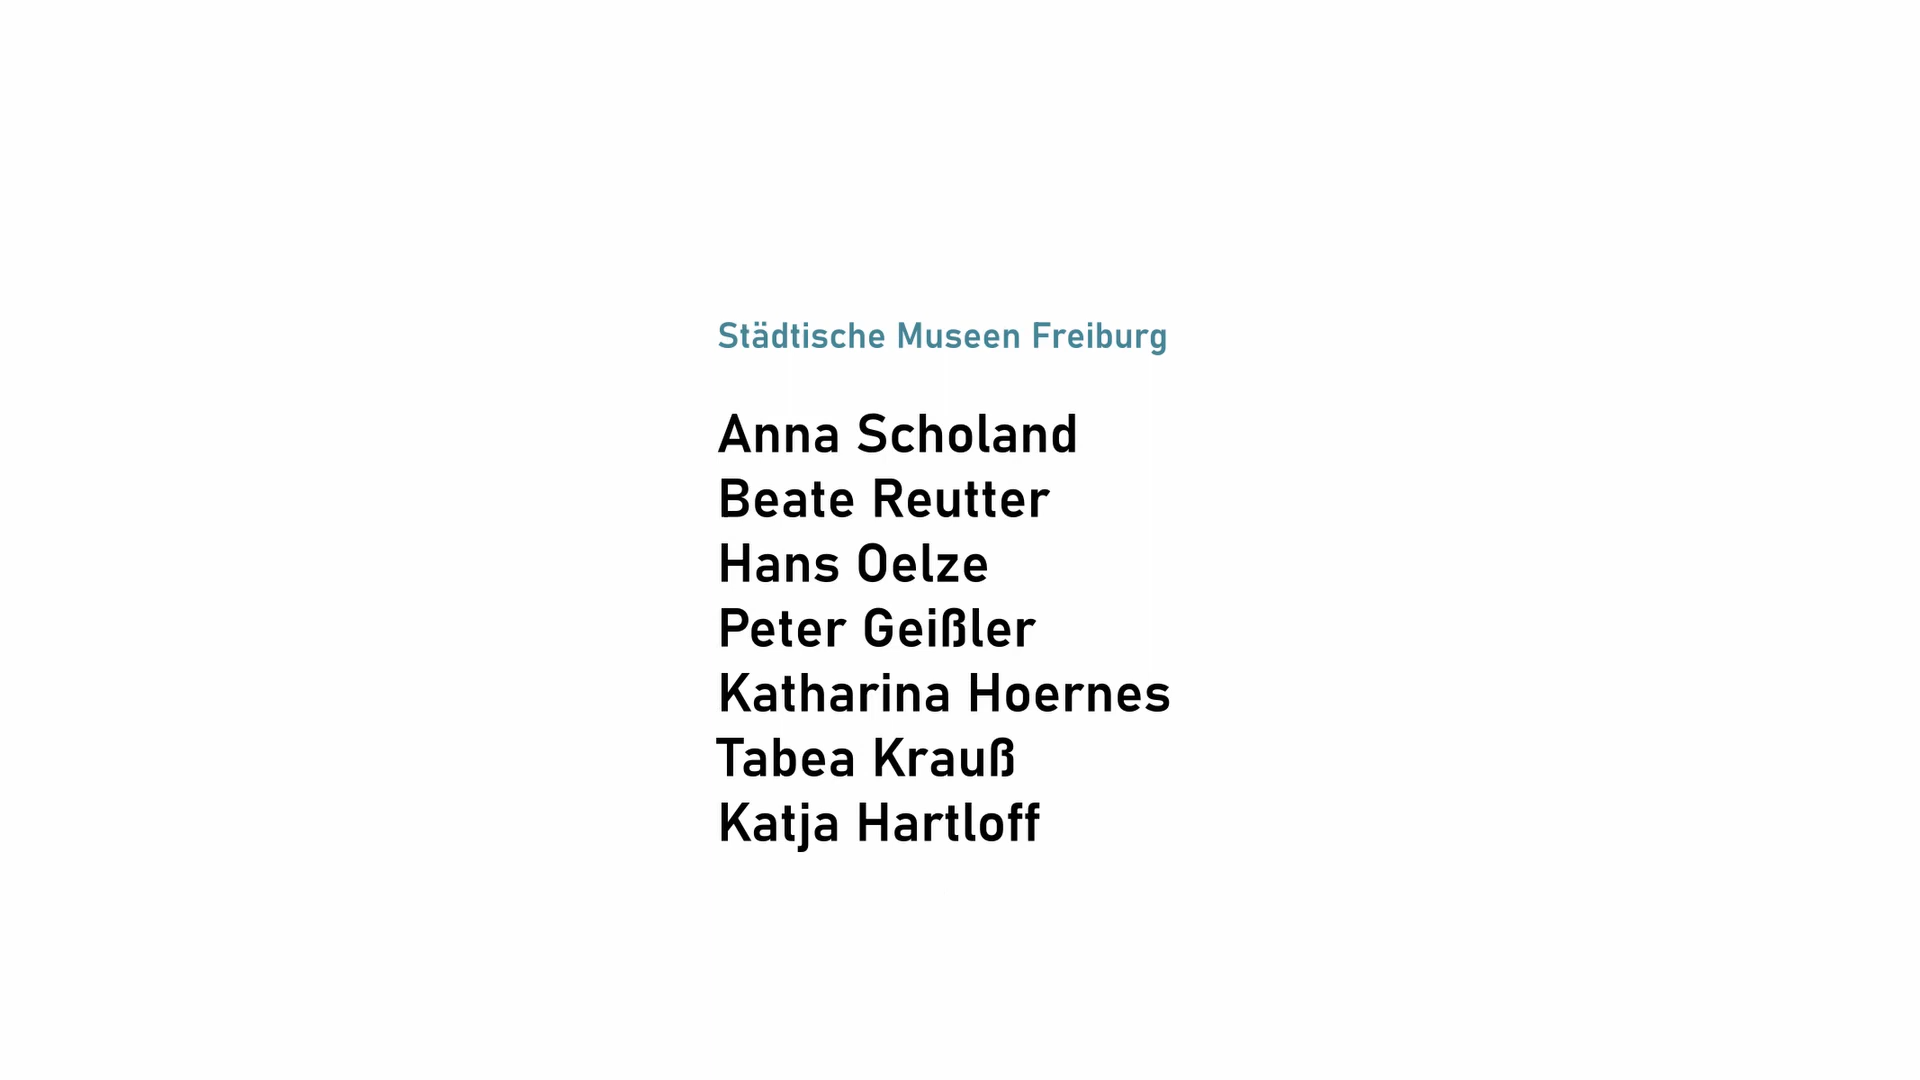 Städtische Museen Freiburg
Anna Scholand
Beate Reutter
Hans Oelze
Peter Geißler
Katharina Hoernes
Tabea Krauß
Katja Hartloff